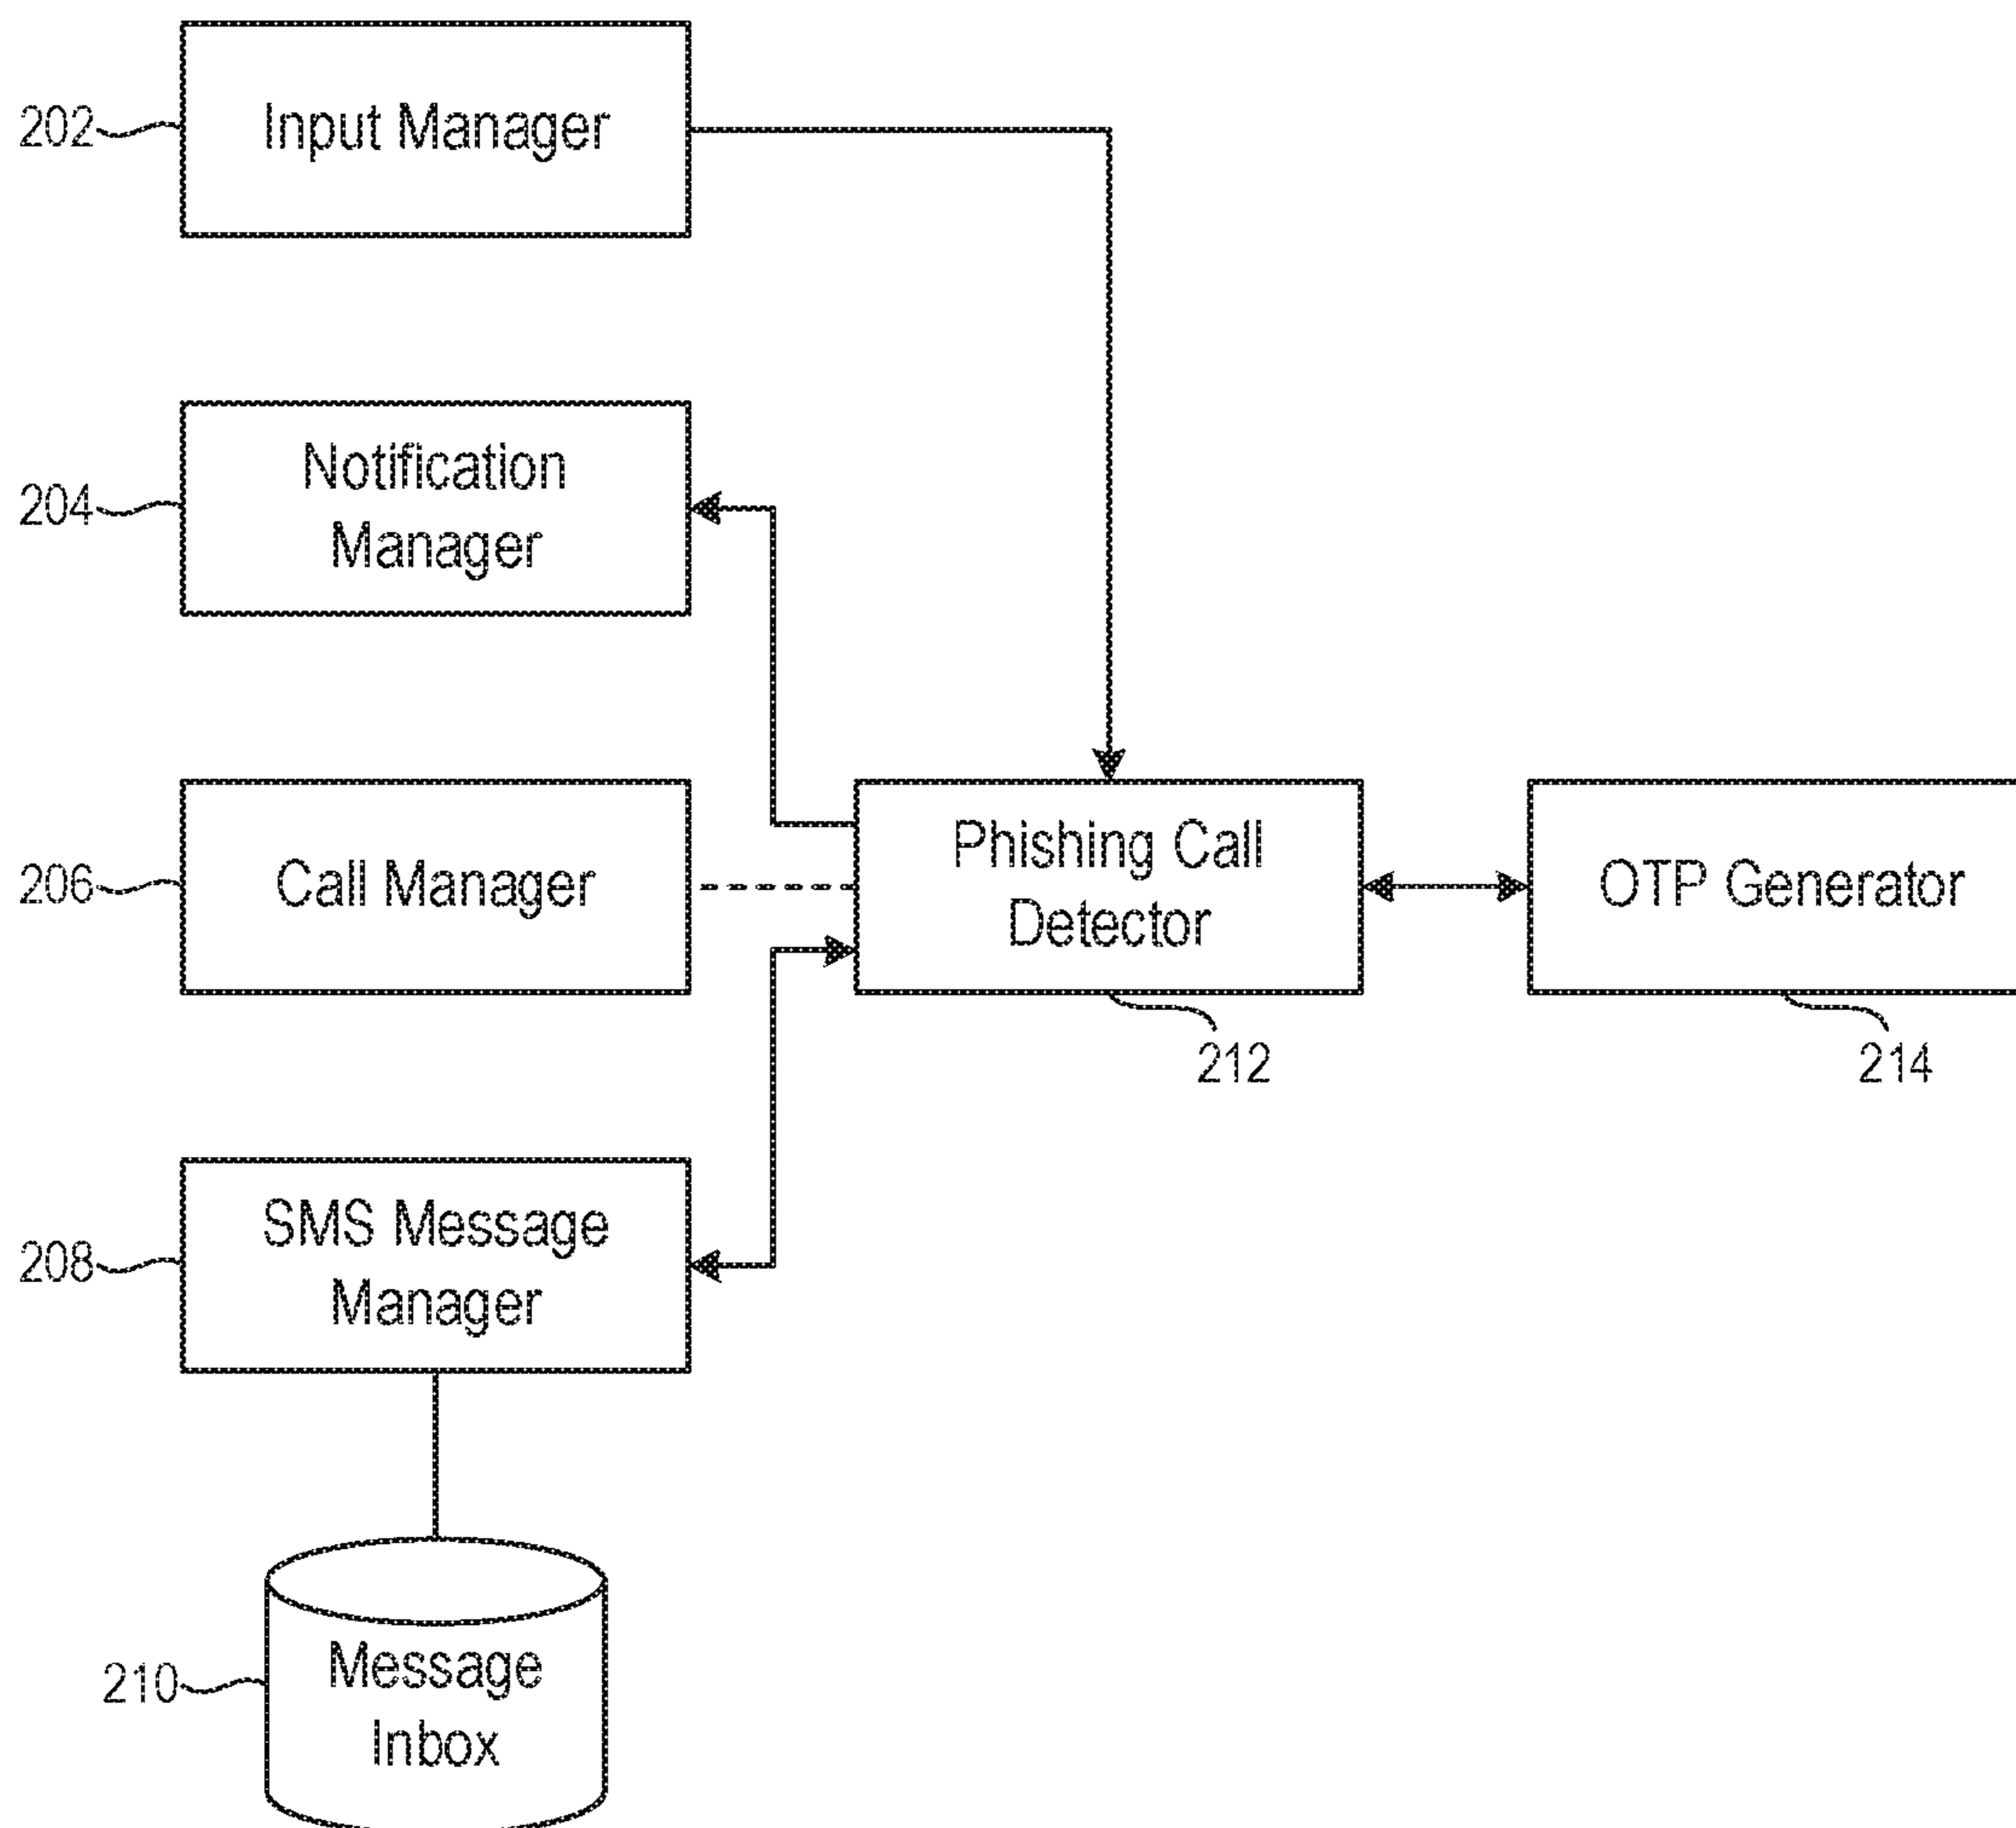 202
Input Manager
204
Notification
Manager
206
Call Manager
Phishing Call
Detector
OTP Generator
212
214
208
SMS Message
Manager
210
Message
Inbox